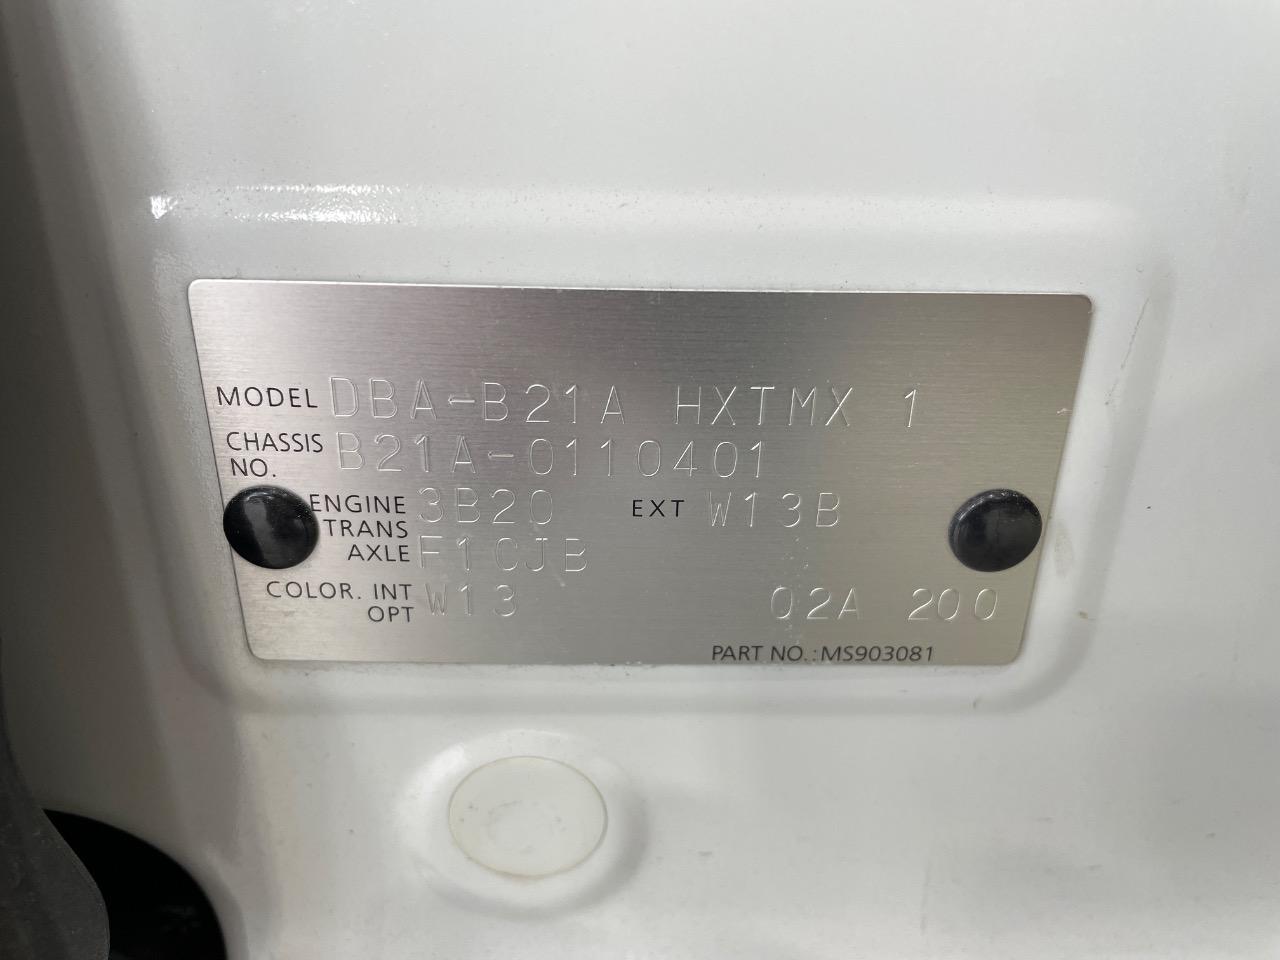 MODEL DBA-B21A HXTMX 1
CHASSIS NO. B21A-0110401
ENGINE 3B20 EXT W13B
TRANS AXLE F1CJB
COLOR. INT OPT W13 02A 200
PART NO.:MS903081